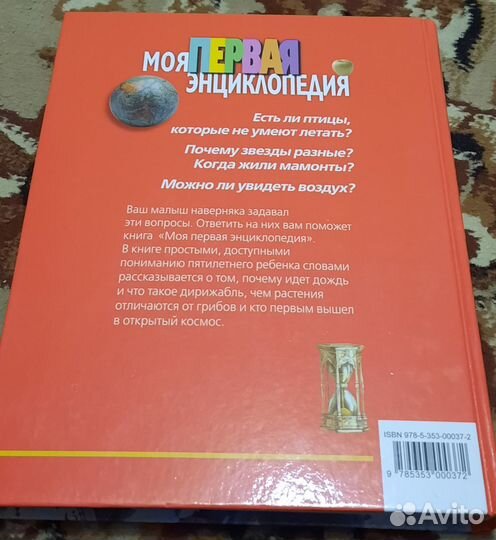 МОЯ ПЕРВАЯ
ЭНЦИКЛОПЕДИЯ
Есть ли птицы,
которые не умеют летать?
Почему звезды разные?
Когда жили мамонты?
Можно ли увидеть воздух?
Ваш малыш наверняка задавал
эти вопросы. Ответить на них вам поможет
книга «Моя первая энциклопедия».
В книге простыми, доступными
пониманию пятилетнего ребенка словами
рассказывается о том, почему идет дождь
и что такое дирижабль, чем растения
отличаются от грибов и кто первым вышел
в открытый космос.
ISBN 978-5-353-00037-2
9 785353 000372
Avito